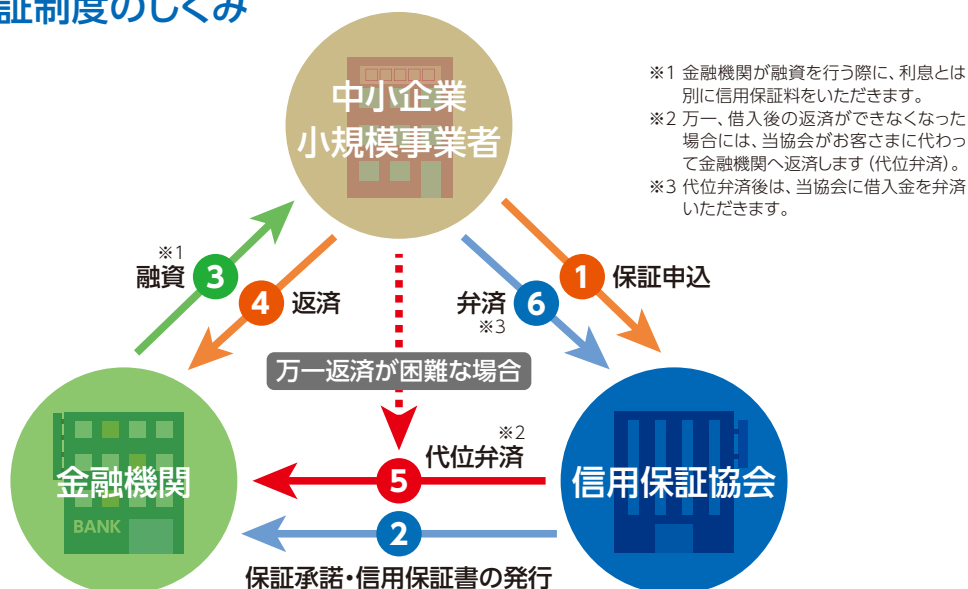 証制度のしくみ
中小企業
小規模事業者
※1 金融機関が融資を行う際に、利息とは
別に信用保証料をいただきます。
※2 万一、借入後の返済ができなくなった
場合には、当協会がお客さまに代わっ
て金融機関へ返済します（代位弁済）。
※3 代位弁済後は、当協会に借入金を弁済
いただきます。
※1
融資 3
4 返済
弁済 6
※3
1 保証申込
万一返済が困難な場合
※2
代位弁済
5
金融機関
BANK
信用保証協会
2
保証承諾・信用保証書の発行